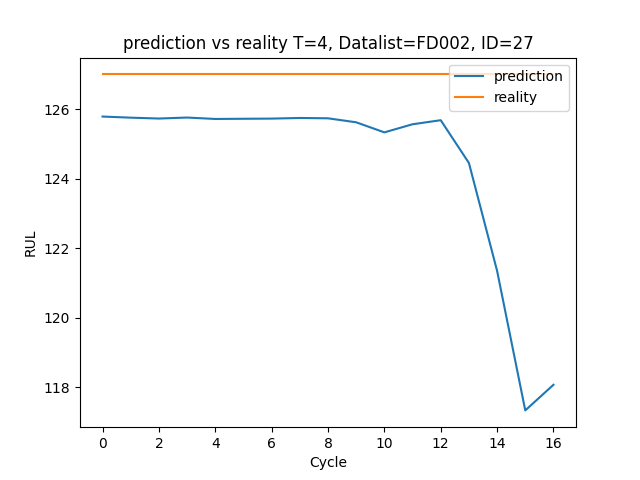 prediction vs reality T=4, Datalist=FD002, ID=27
prediction
reality
126
124
122
120
118
RUL
0 2 4 6 8 10 12 14 16
Cycle